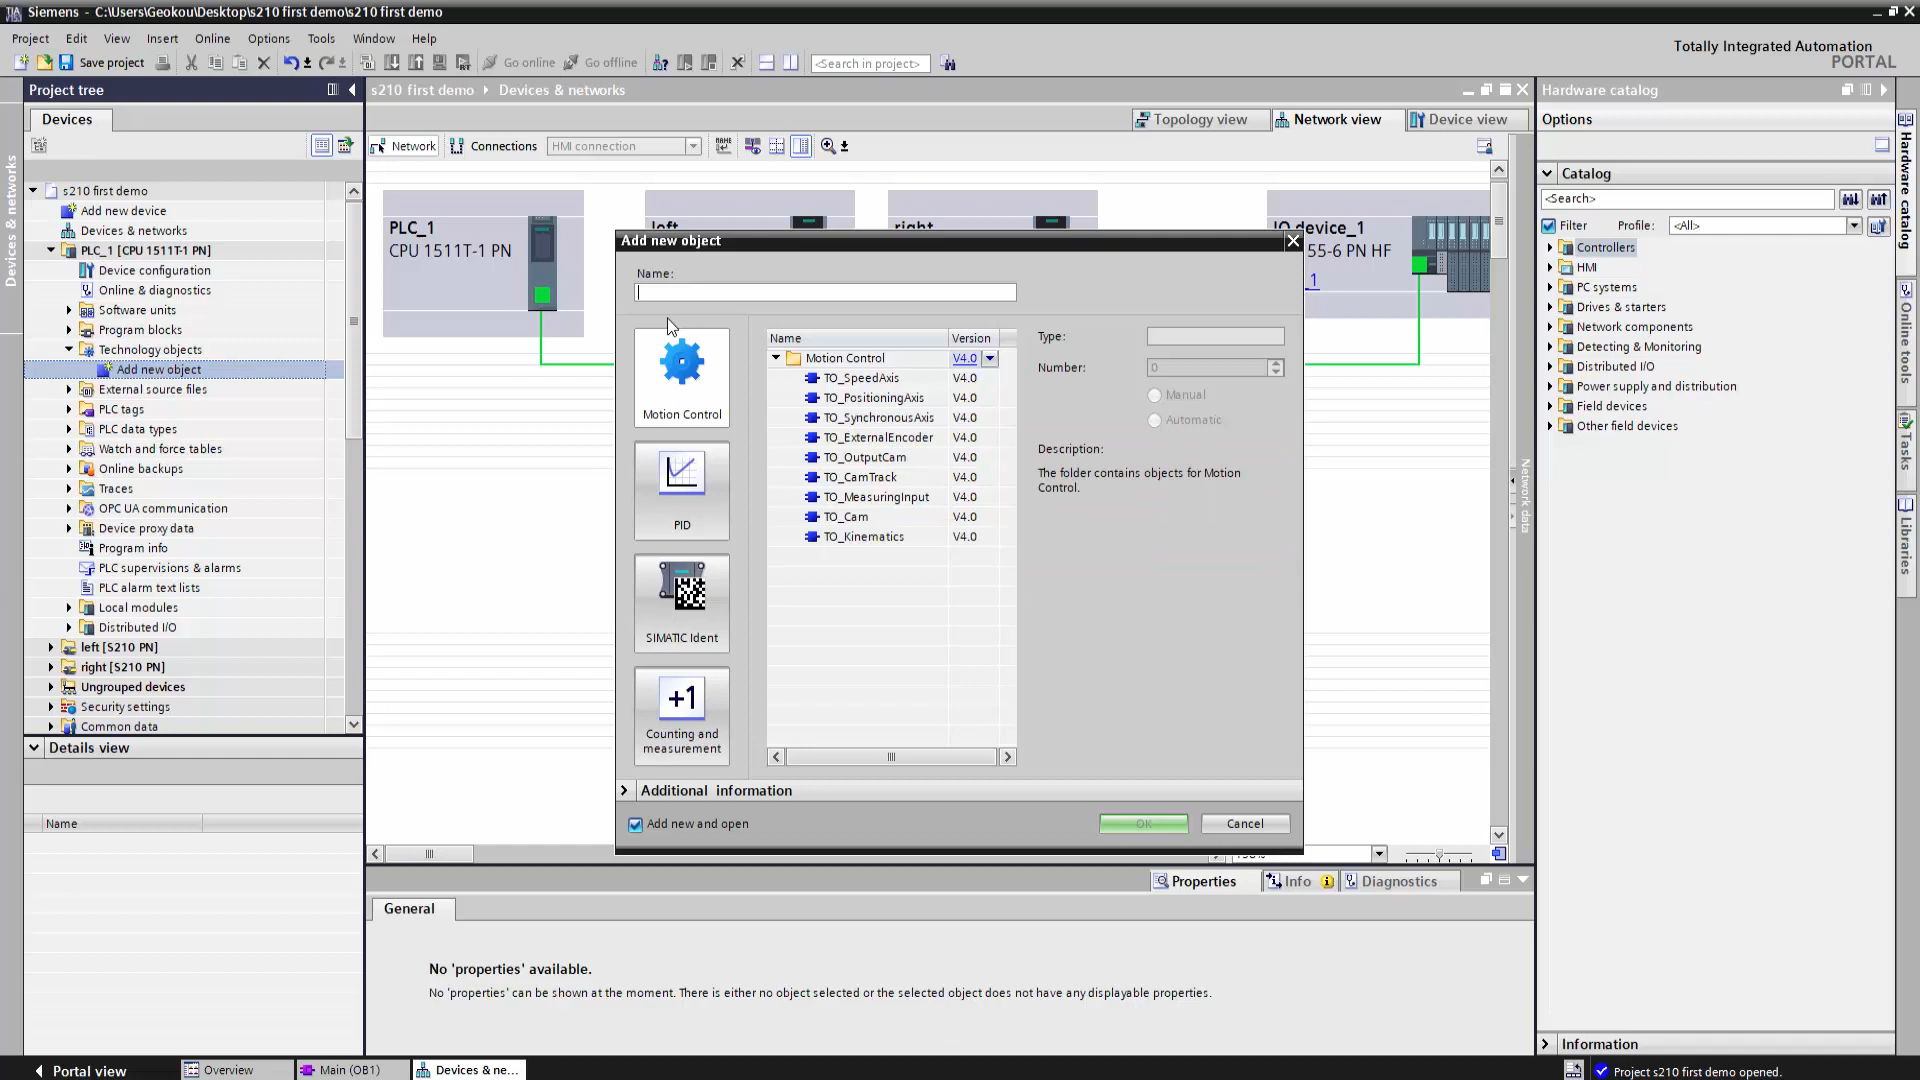 Siemens - C:\Users\Geokou\Desktop\s210 first demo\s210 first demo
Project Edit View Insert Online Options Tools Window Help
Totally Integrated Automation
PORTAL
Save project
Go online
Go offline
<Search in project>
Project tree
s210 first demo
Devices & networks
Hardware catalog
Devices
Topology view
Network view
Device view
Options
Network
Connections
HMI connection
s210 first demo
Add new device
Devices & networks
PLC_1 [CPU 1511T-1 PN]
Device configuration
Online & diagnostics
Software units
Program blocks
Technology objects
Add new object
External source files
PLC tags
PLC data types
Watch and force tables
Online backups
Traces
OPC UA communication
Device proxy data
Program info
PLC supervisions & alarms
PLC alarm text lists
Local modules
Distributed I/O
left [S210 PN]
right [S210 PN]
Ungrouped devices
Security settings
Common data
Details view
Name
Devices & networks
PLC_1
CPU 1511T-1 PN
left
right
IO device_1
55-6 PN HF
_1
Add new object
Name:
Motion Control
PID
SIMATIC Ident
+1
Counting and
measurement
Name Version
Motion Control V4.0
TO_SpeedAxis V4.0
TO_PositioningAxis V4.0
TO_SynchronousAxis V4.0
TO_ExternalEncoder V4.0
TO_OutputCam V4.0
TO_CamTrack V4.0
TO_MeasuringInput V4.0
TO_Cam V4.0
TO_Kinematics V4.0
Type:
Number: 0
Manual
Automatic
Description:
The folder contains objects for Motion
Control.
Additional information
Add new and open
OK
Cancel
Network data
Catalog
<Search>
Filter
Profile:
<All>
Controllers
HMI
PC systems
Drives & starters
Network components
Detecting & Monitoring
Distributed I/O
Power supply and distribution
Field devices
Other field devices
Information
Hardware catalog
Online tools
Tasks
Libraries
Properties
Info
Diagnostics
General
No 'properties' available.
No 'properties' can be shown at the moment. There is either no object selected or the selected object does not have any displayable properties.
Portal view
Overview
Main (OB1)
Devices & ne...
Project s210 first demo opened.